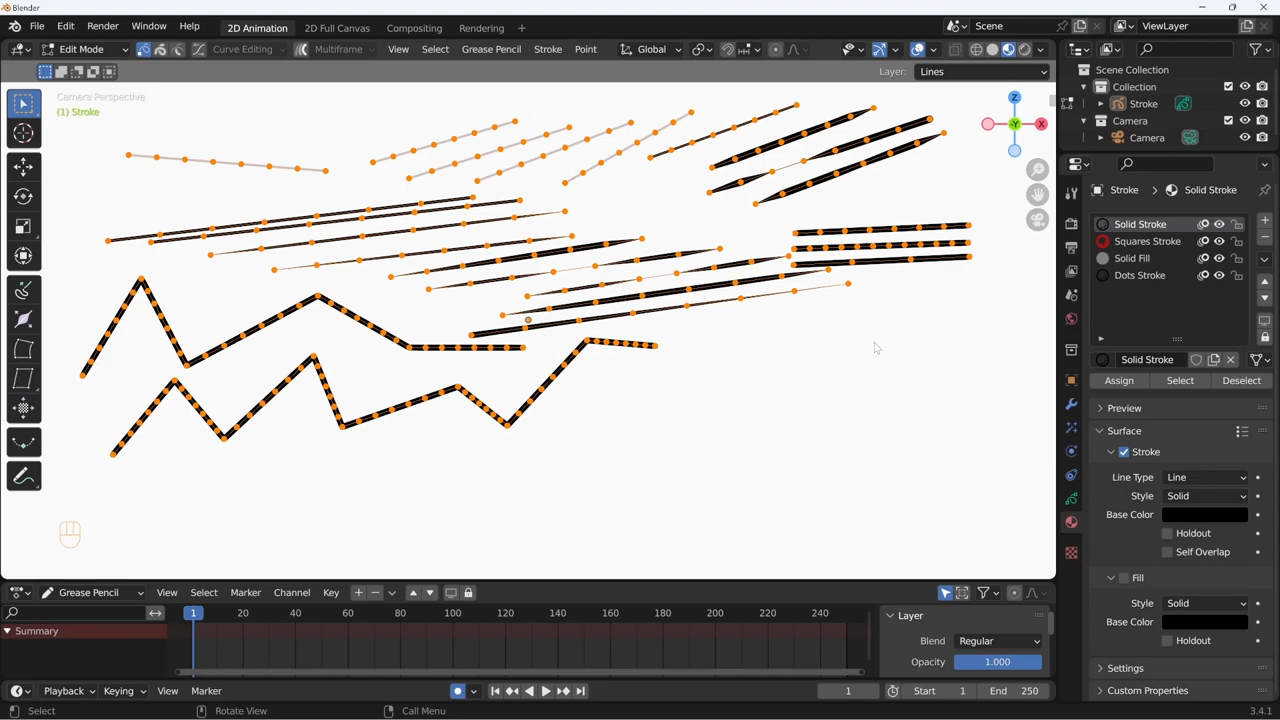 Blender
File Edit Render Window Help 2D Animation 2D Full Canvas Compositing Rendering + Scene ViewLayer
Edit Mode Curve Editing Multiframe View Select Grease Pencil Stroke Point Global
Layer: Lines
Camera Perspective
(1) Stroke
Z
Y
X
Scene Collection
Collection
Stroke
Camera
Camera
Stroke Solid Stroke
Solid Stroke
Squares Stroke
Solid Fill
Dots Stroke
Solid Stroke
Assign Select Deselect
Preview
Surface
Stroke
Line Type Line
Style Solid
Base Color
Holdout
Self Overlap
Fill
Style Solid
Base Color
Holdout
Settings
Custom Properties
Grease Pencil View Select Marker Channel Key
1 20 40 60 80 100 120 140 160 180 200 220 240
Summary
Layer
Blend Regular
Opacity 1.000
Playback Keying View Marker 1 Start 1 End 250
Select Rotate View Call Menu 3.4.1